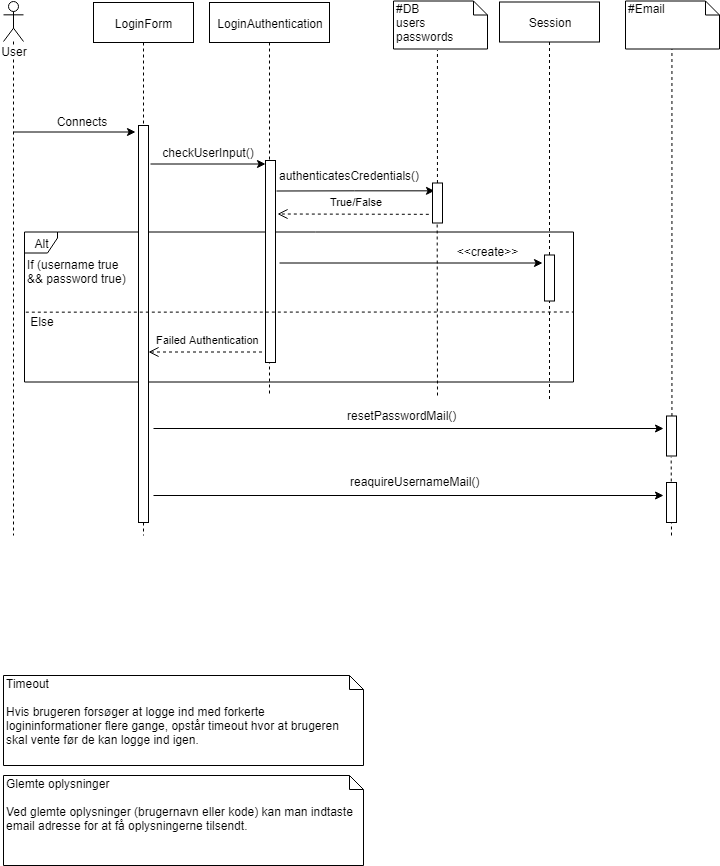 User
LoginForm
LoginAuthentication
#DB
users
passwords
Session
#Email
Connects
checkUserInput()
authenticatesCredentials()
True/False
Alt
If (username true
&& password true)
<<create>>
Else
Failed Authentication
resetPasswordMail()
reaquireUsernameMail()
Timeout
Hvis brugeren forsøger at logge ind med forkerte
logininformationer flere gange, opstår timeout hvor at brugeren
skal vente før de kan logge ind igen.
Glemte oplysninger
Ved glemte oplysninger (brugernavn eller kode) kan man indtaste
email adresse for at få oplysningerne tilsendt.